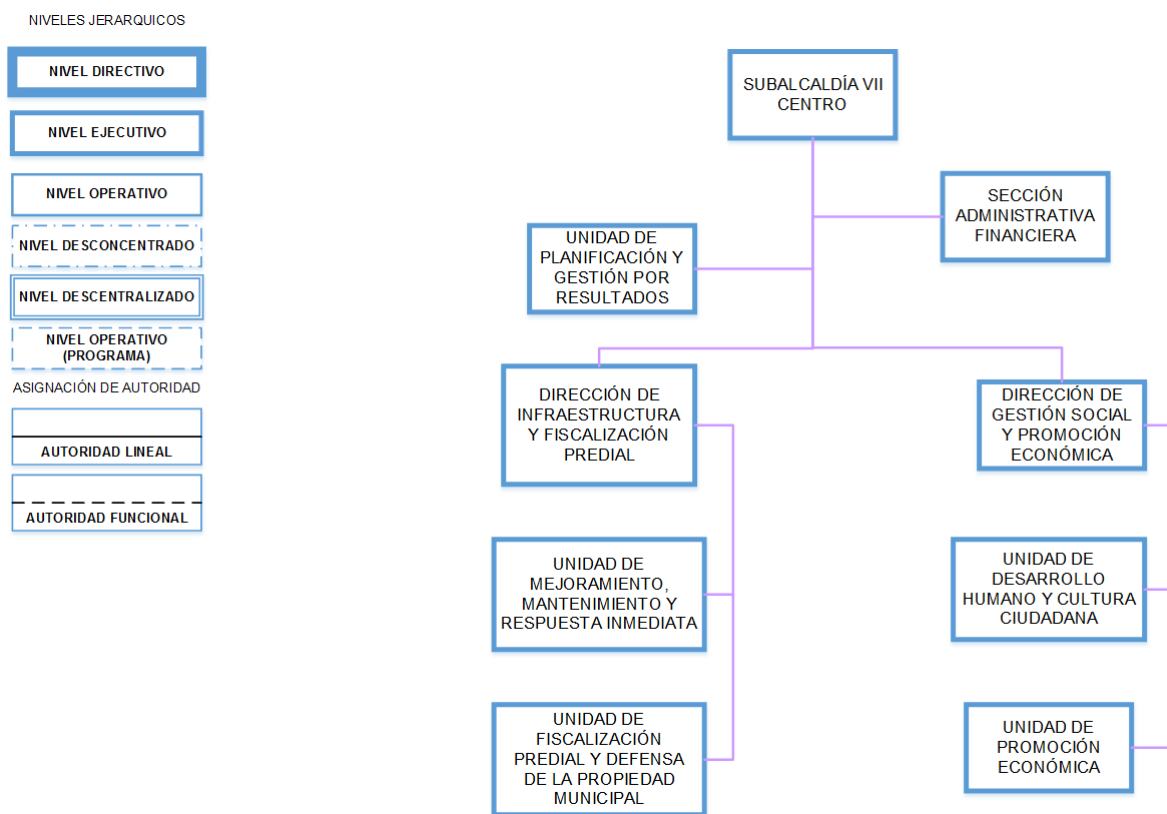 NIVELES JERARQUICOS
NIVEL DIRECTIVO
NIVEL EJECUTIVO
NIVEL OPERATIVO
NIVEL DESCONCENTRADO
NIVEL DESCENTRALIZADO
NIVEL OPERATIVO
(PROGRAMA)
ASIGNACIÓN DE AUTORIDAD
AUTORIDAD LINEAL
AUTORIDAD FUNCIONAL
SUBALCALDÍA VII
CENTRO
SECCIÓN
ADMINISTRATIVA
FINANCIERA
UNIDAD DE
PLANIFICACIÓN Y
GESTIÓN POR
RESULTADOS
DIRECCIÓN DE
INFRAESTRUCTURA
Y FISCALIZACIÓN
PREDIAL
DIRECCIÓN DE
GESTIÓN SOCIAL
Y PROMOCIÓN
ECONÓMICA
UNIDAD DE
MEJORAMIENTO,
MANTENIMIENTO Y
RESPUESTA INMEDIATA
UNIDAD DE
DESARROLLO
HUMANO Y CULTURA
CIUDADANA
UNIDAD DE
FISCALIZACIÓN
PREDIAL Y DEFENSA
DE LA PROPIEDAD
MUNICIPAL
UNIDAD DE
PROMOCIÓN
ECONÓMICA